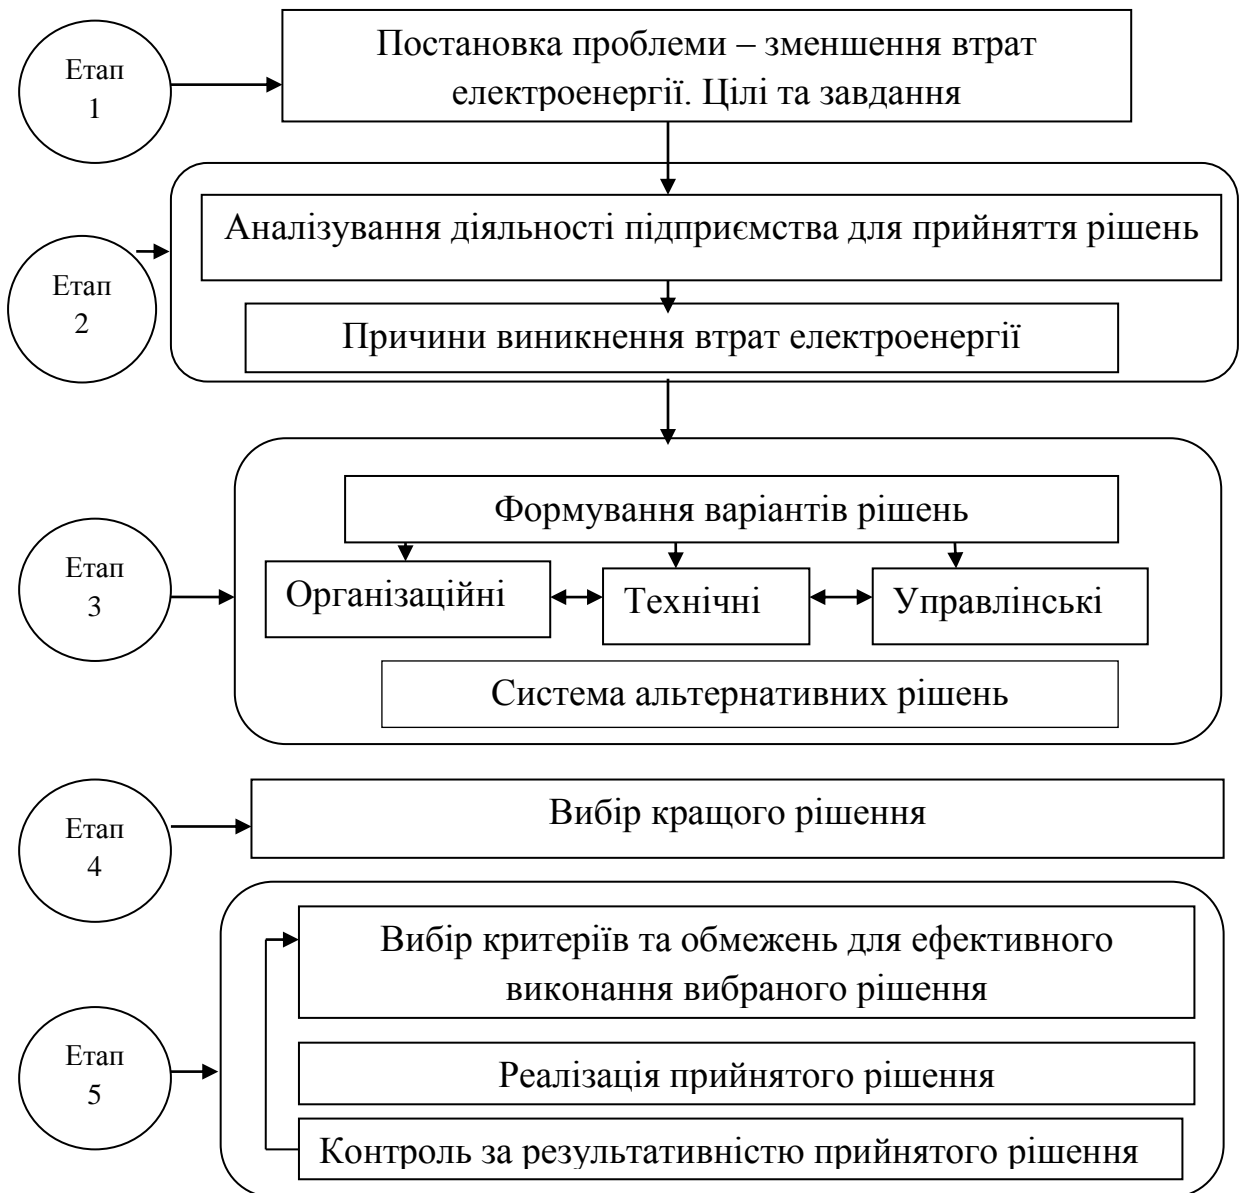 Етап
1
Постановка проблеми – зменшення втрат
електроенергії. Цілі та завдання
Етап
2
Аналізування діяльності підприємства для прийняття рішень
Причини виникнення втрат електроенергії
Етап
3
Формування варіантів рішень
Організаційні
Технічні
Управлінські
Система альтернативних рішень
Етап
4
Вибір кращого рішення
Етап
5
Вибір критеріїв та обмежень для ефективного
виконання вибраного рішення
Реалізація прийнятого рішення
Контроль за результативністю прийнятого рішення